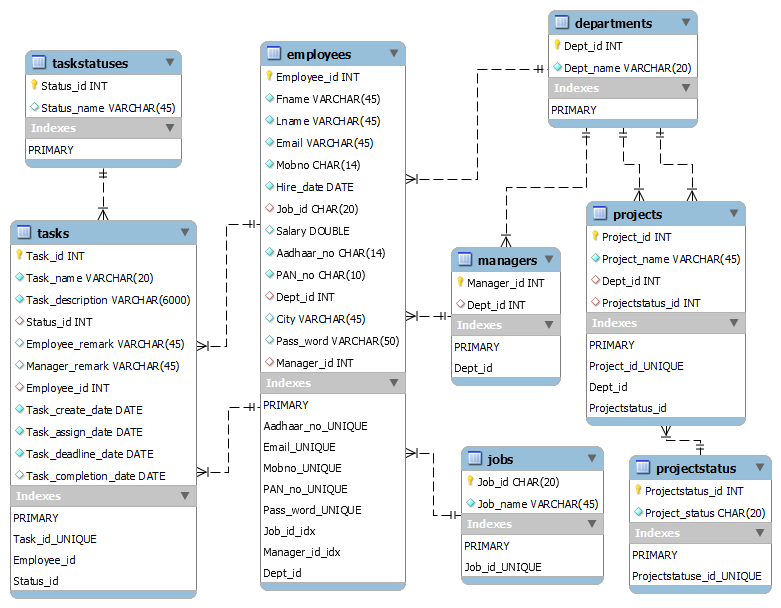 taskstatuses
Status_id INT
Status_name VARCHAR(45)
Indexes
PRIMARY
tasks
Task_id INT
Task_name VARCHAR(20)
Task_description VARCHAR(6000)
Status_id INT
Employee_remark VARCHAR(45)
Manager_remark VARCHAR(45)
Employee_id INT
Task_create_date DATE
Task_assign_date DATE
Task_deadline_date DATE
Task_completion_date DATE
Indexes
PRIMARY
Task_id_UNIQUE
Employee_id
Status_id
employees
Employee_id INT
Fname VARCHAR(45)
Lname VARCHAR(45)
Email VARCHAR(45)
Mobno CHAR(14)
Hire_date DATE
Job_id CHAR(20)
Salary DOUBLE
Aadhaar_no CHAR(14)
PAN_no CHAR(10)
Dept_id INT
City VARCHAR(45)
Pass_word VARCHAR(50)
Manager_id INT
Indexes
PRIMARY
Aadhaar_no_UNIQUE
Email_UNIQUE
Mobno_UNIQUE
PAN_no_UNIQUE
Pass_word_UNIQUE
Job_id_idx
Manager_id_idx
Dept_id
departments
Dept_id INT
Dept_name VARCHAR(20)
Indexes
PRIMARY
managers
Manager_id INT
Dept_id INT
Indexes
PRIMARY
Dept_id
projects
Project_id INT
Project_name VARCHAR(45)
Dept_id INT
Projectstatus_id INT
Indexes
PRIMARY
Project_id_UNIQUE
Dept_id
Projectstatus_id
jobs
Job_id CHAR(20)
Job_name VARCHAR(45)
Indexes
PRIMARY
Job_id_UNIQUE
projectstatus
Projectstatus_id INT
Project_status CHAR(20)
Indexes
PRIMARY
Projectstatuse_id_UNIQUE